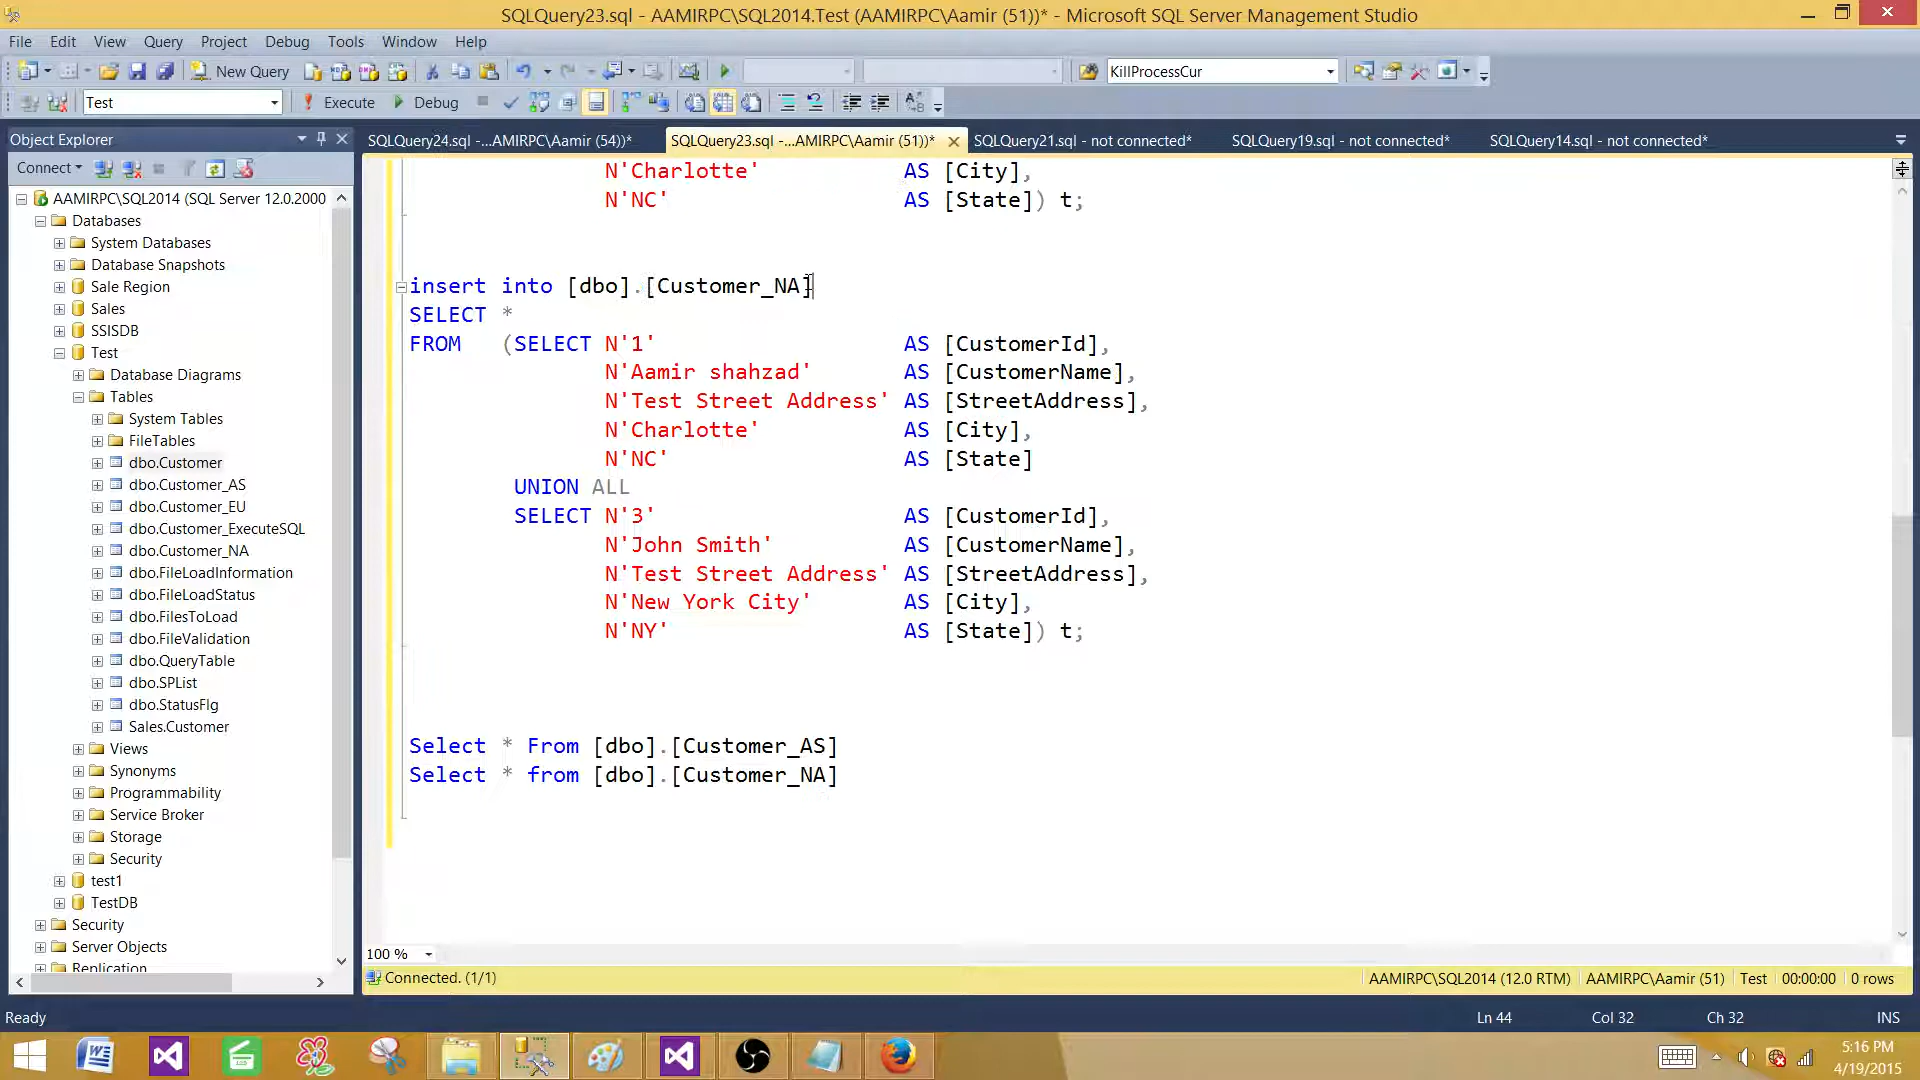 SQLQuery23.sql - AAMIRPC\SQL2014.Test (AAMIRPC\Aamir (51))* - Microsoft SQL Server Management Studio
File Edit View Query Project Debug Tools Window Help
New Query KillProcessCur
Test Execute Debug
Object Explorer
SQLQuery24.sql -...AMIRPC\Aamir (54))* SQLQuery23.sql -...AMIRPC\Aamir (51))* SQLQuery21.sql - not connected* SQLQuery19.sql - not connected* SQLQuery14.sql - not connected*
Connect
AAMIRPC\SQL2014 (SQL Server 12.0.2000
Databases
System Databases
Database Snapshots
Sale Region
Sales
SSISDB
Test
Database Diagrams
Tables
System Tables
FileTables
dbo.Customer
dbo.Customer_AS
dbo.Customer_EU
dbo.Customer_ExecuteSQL
dbo.Customer_NA
dbo.FileLoadInformation
dbo.FileLoadStatus
dbo.FilesToLoad
dbo.FileValidation
dbo.QueryTable
dbo.SPList
dbo.StatusFlg
Sales.Customer
Views
Synonyms
Programmability
Service Broker
Storage
Security
test1
TestDB
Security
Server Objects
Replication
N'Charlotte' AS [City],
N'NC' AS [State]) t;
insert into [dbo].[Customer_NA]
SELECT *
FROM (SELECT N'1' AS [CustomerId],
N'Aamir shahzad' AS [CustomerName],
N'Test Street Address' AS [StreetAddress],
N'Charlotte' AS [City],
N'NC' AS [State]
UNION ALL
SELECT N'3' AS [CustomerId],
N'John Smith' AS [CustomerName],
N'Test Street Address' AS [StreetAddress],
N'New York City' AS [City],
N'NY' AS [State]) t;
Select * From [dbo].[Customer_AS]
Select * from [dbo].[Customer_NA]
100 %
Connected. (1/1) AAMIRPC\SQL2014 (12.0 RTM) AAMIRPC\Aamir (51) Test 00:00:00 0 rows
Ready Ln 44 Col 32 Ch 32 INS
5:16 PM
4/19/2015